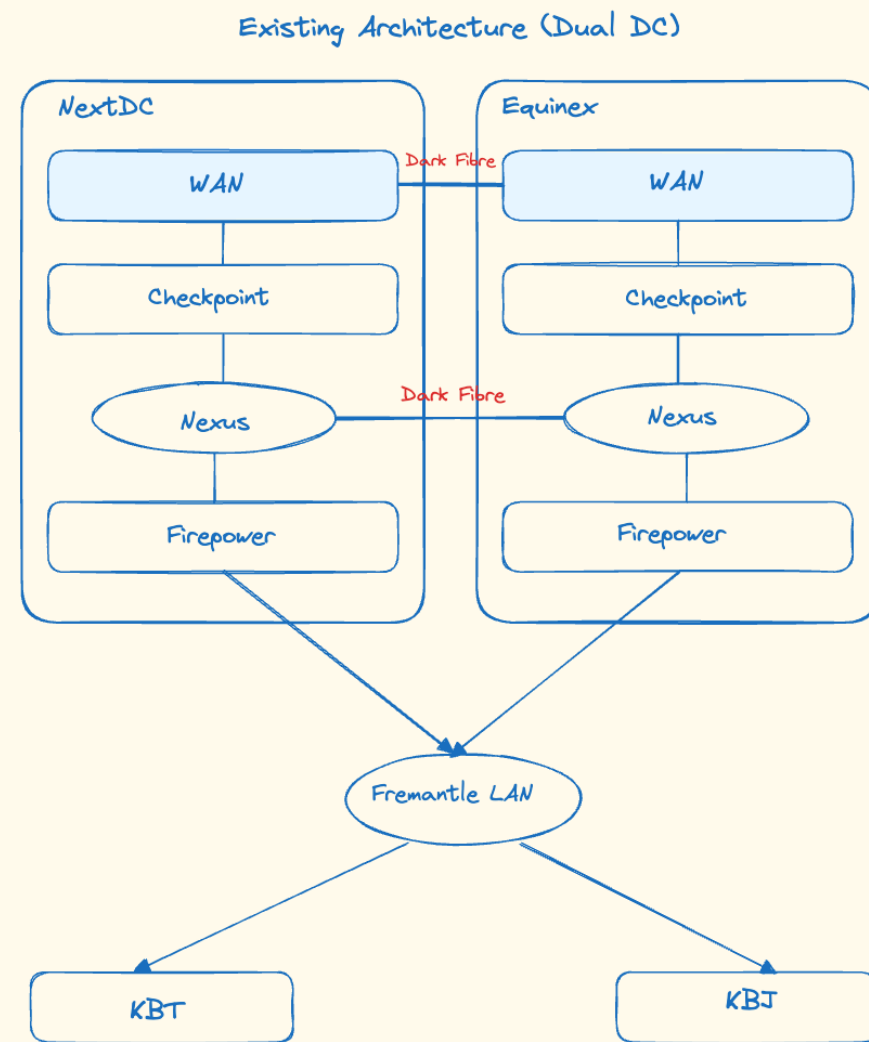 Existing Architecture (Dual DC)
NextDC
Equinex
Dark Fibre
WAN
WAN
Checkpoint
Checkpoint
Dark Fibre
Nexus
Nexus
Firepower
Firepower
Fremantle LAN
KBT
KBJ